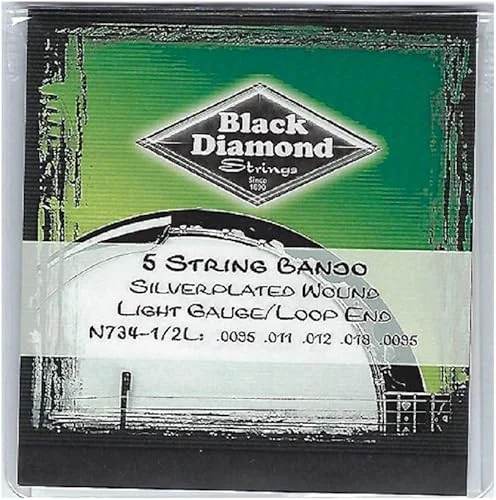 Black
Diamond
Strings
Since
1890
5 String Banjo
Silverplated Wound
Light Gauge/Loop End
N734-1/2L: .0095 .011 .012 .018 .0095